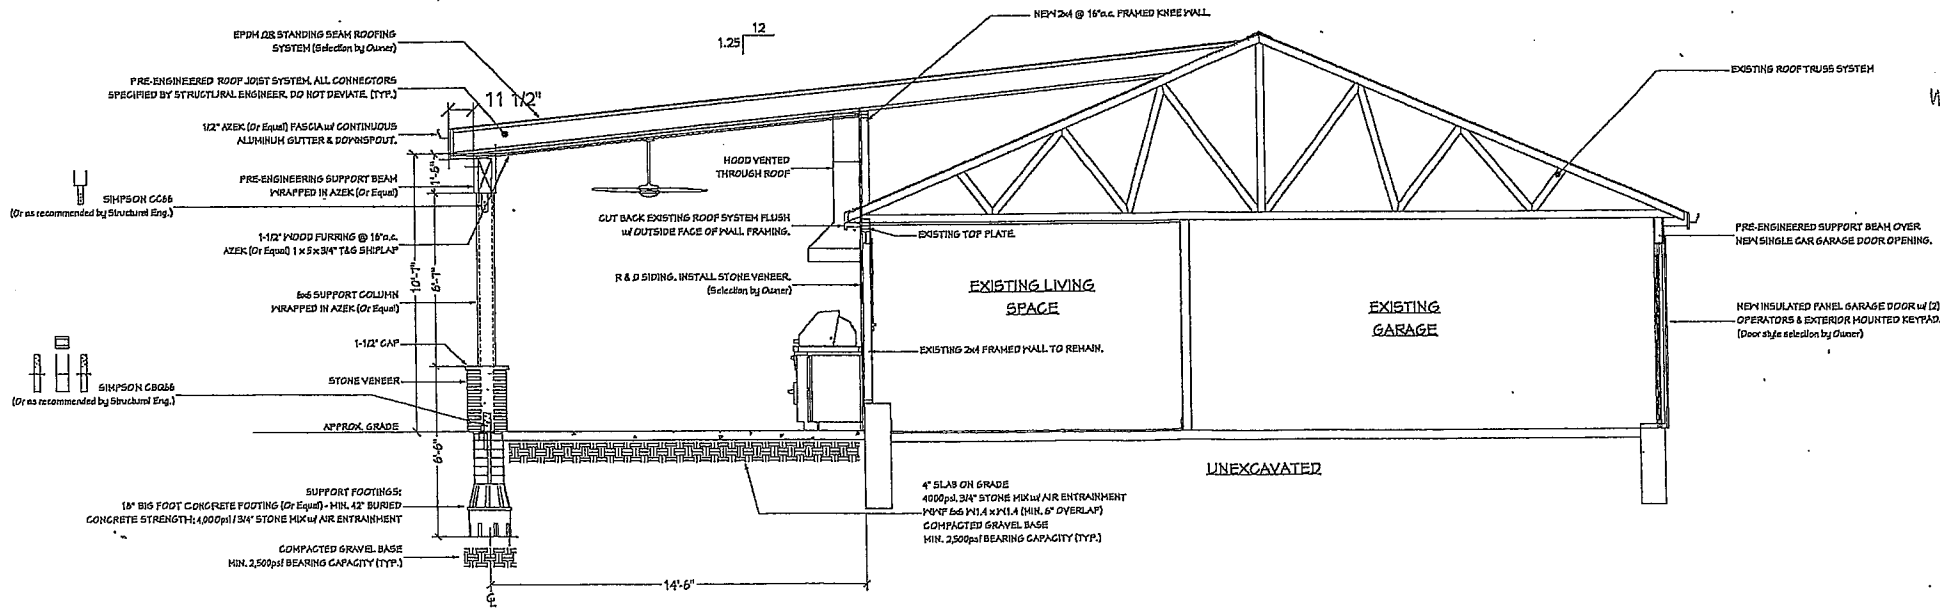 NEW 2x4 @ 16"o.c. FRAMED KNEE WALL
12
1.25
EPDM OR STANDING SEAM ROOFING
SYSTEM (Selection by Owner)
EXISTING ROOF TRUSS SYSTEM
PRE-ENGINEERED ROOF JOIST SYSTEM. ALL CONNECTORS
SPECIFIED BY STRUCTURAL ENGINEER. DO NOT DEVIATE. (TYP.)
11 1/2"
1/2" AZEK (Or Equal) FASCIA w/ CONTINUOUS
ALUMINUM GUTTER & DOWNSPOUT.
HOOD VENTED
THROUGH ROOF
PRE-ENGINEERING SUPPORT BEAM
WRAPPED IN AZEK (Or Equal)
SIMPSON CC66
(Or as recommended by Structural Eng.)
CUT BACK EXISTING ROOF SYSTEM FLUSH
w/ OUTSIDE FACE OF WALL FRAMING.
EXISTING TOP PLATE
PRE-ENGINEERED SUPPORT BEAM OVER
NEW SINGLE CAR GARAGE DOOR OPENING.
1-1/2" WOOD FURRING @ 16"o.c.
AZEK (Or Equal) 1 x 5 x 3/4" T&G SHIPLAP
10'-7"
R & D SIDING. INSTALL STONE VENEER.
(Selection by Owner)
EXISTING LIVING
SPACE
EXISTING
GARAGE
6x6 SUPPORT COLUMN
WRAPPED IN AZEK (Or Equal)
NEW INSULATED PANEL GARAGE DOOR w/ (2)
OPERATORS & EXTERIOR MOUNTED KEYPAD.
(Door style selection by Owner)
1-1/2" CAP
EXISTING 2x4 FRAMED WALL TO REMAIN.
STONE VENEER
SIMPSON CBQ66
(Or as recommended by Structural Eng.)
APPROX. GRADE
6'-6"
UNEXCAVATED
SUPPORT FOOTINGS:
18" BIG FOOT CONCRETE FOOTING (Or Equal) - MIN. 42" BURIED
CONCRETE STRENGTH: 4,000psi / 3/4" STONE MIX w/ AIR ENTRAINMENT
4" SLAB ON GRADE
4000psi, 3/4" STONE MIX w/ AIR ENTRAINMENT
WWF 6x6 W1.4 x W1.4 (MIN. 6" OVERLAP)
COMPACTED GRAVEL BASE
MIN. 2,500psf BEARING CAPACITY (TYP.)
COMPACTED GRAVEL BASE
MIN. 2,500psf BEARING CAPACITY (TYP.)
14'-6"